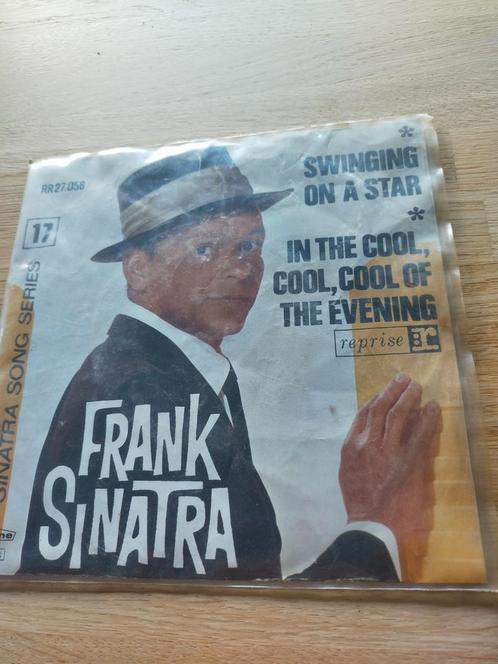 RR 27.058
17
SINATRA SONG SERIES
* SWINGING
ON A STAR
* IN THE COOL,
COOL, COOL OF
THE EVENING
reprise r
FRANK
SINATRA